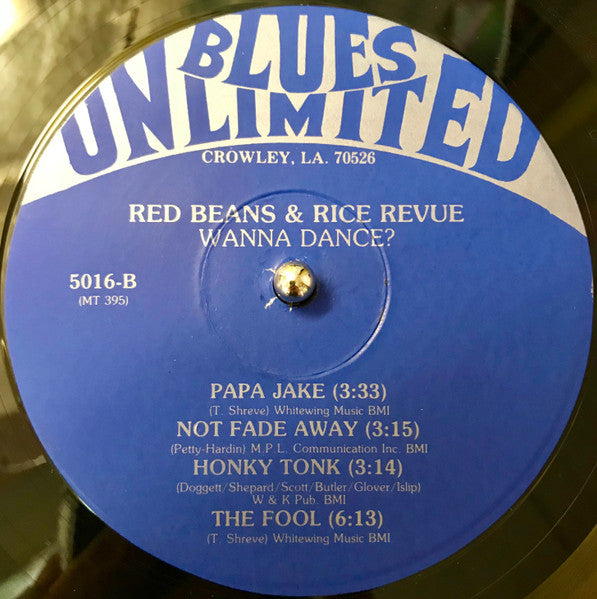 BLUES
UNLIMITED
CROWLEY, LA. 70526
RED BEANS & RICE REVUE
WANNA DANCE?
5016-B
(MT 395)
PAPA JAKE (3:33)
(T. Shreve) Whitewing Music BMI
NOT FADE AWAY (3:15)
(Petty-Hardin) M.P.L. Communication Inc. BMI
HONKY TONK (3:14)
(Doggett/Shepard/Scott/Butler/Glover/Islip)
W & K Pub. BMI
THE FOOL (6:13)
(T. Shreve) Whitewing Music BMI